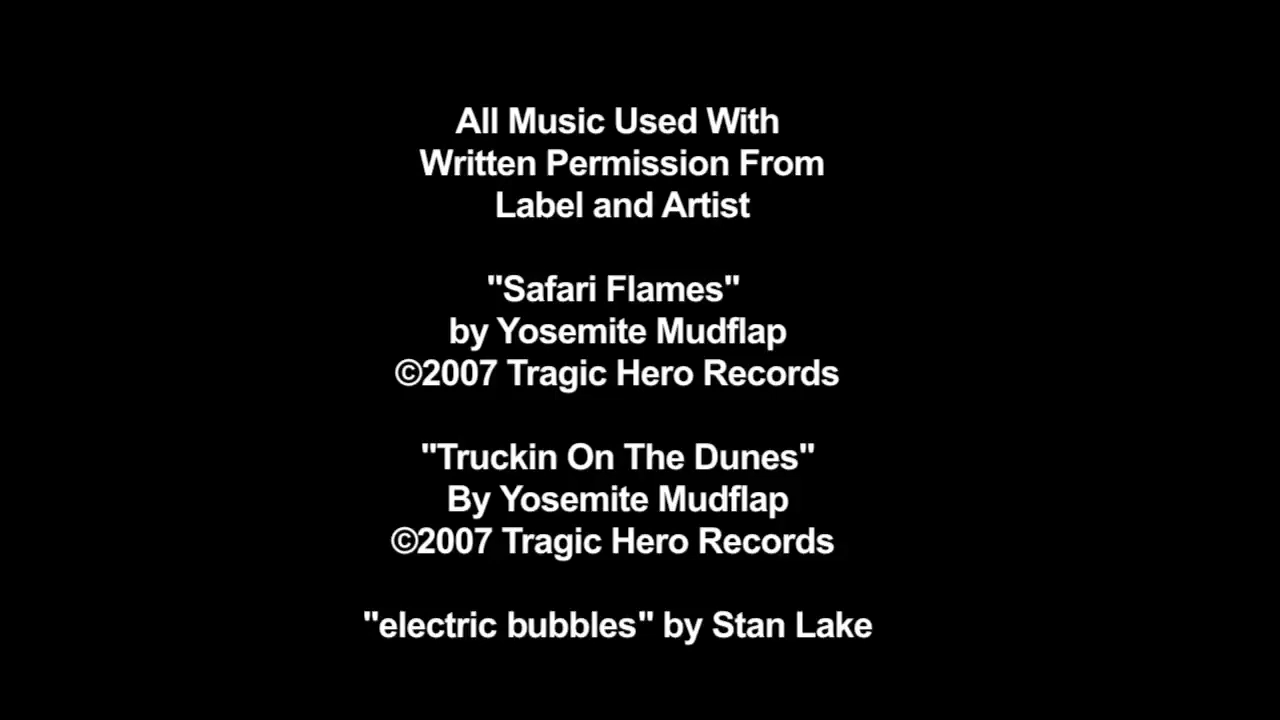 All Music Used With
Written Permission From
Label and Artist
"Safari Flames"
by Yosemite Mudflap
©2007 Tragic Hero Records
"Truckin On The Dunes"
By Yosemite Mudflap
©2007 Tragic Hero Records
"electric bubbles" by Stan Lake